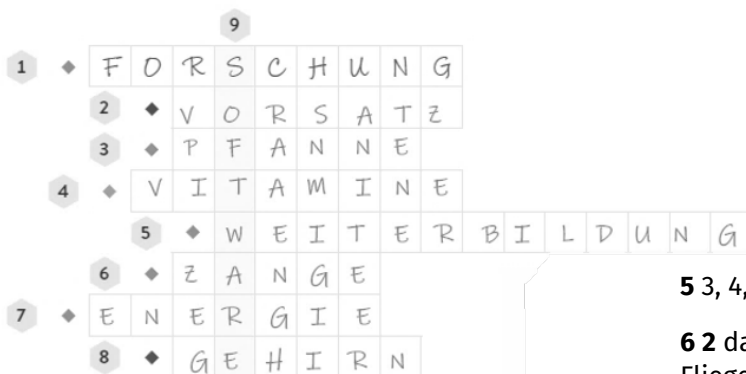 9
1 FORSCHUNG
2 VORSATZ
3 PFANNE
4 VITAMINE
5 WEITERBILDUNG
6 ZANGE
7 ENERGIE
8 GEHIRN
5 3, 4,
6 2 da